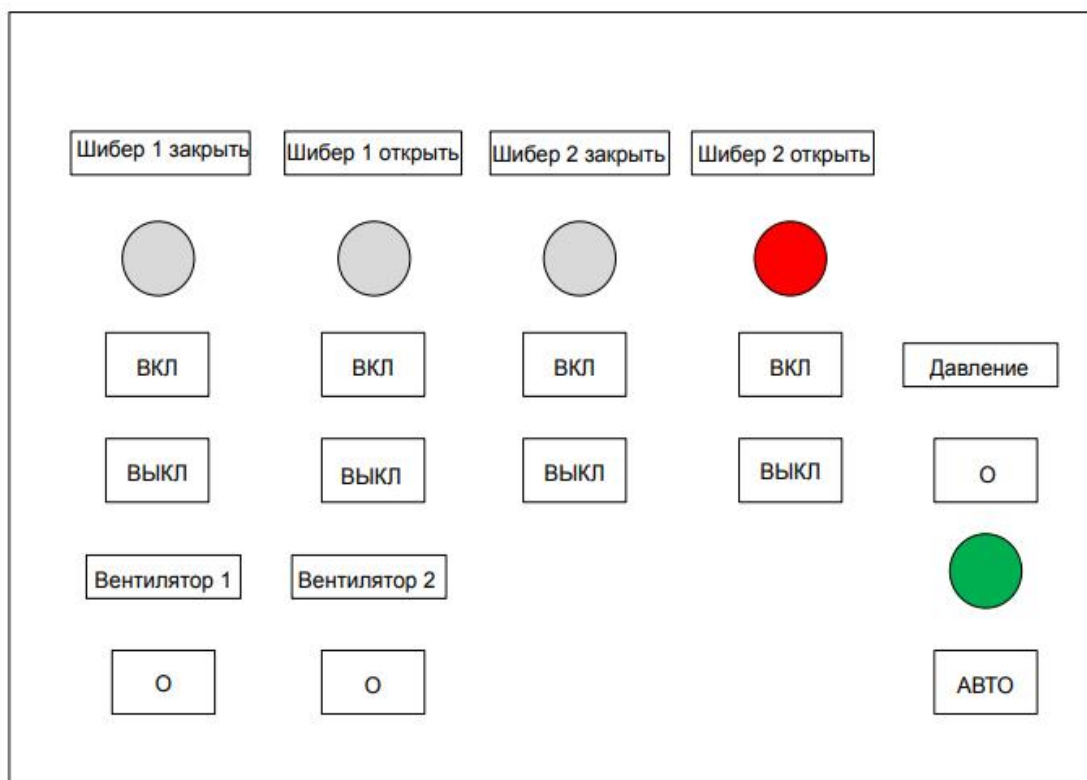 Шибер 1 закрыть
Шибер 1 открыть
Шибер 2 закрыть
Шибер 2 открыть
ВКЛ
ВКЛ
ВКЛ
ВКЛ
Давление
ВЫКЛ
ВЫКЛ
ВЫКЛ
ВЫКЛ
О
Вентилятор 1
Вентилятор 2
О
О
АВТО